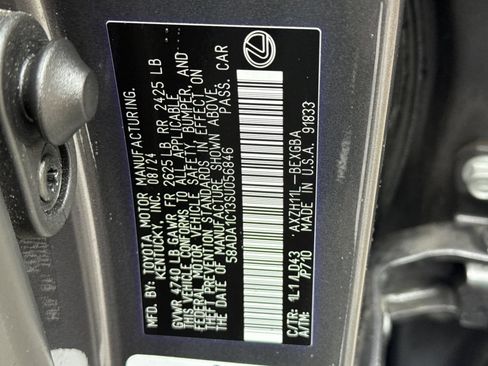 MFD. BY: TOYOTA MOTOR MANUFACTURING,
KENTUCKY, INC. 08/24
GVWR 4740 LB GAWR FR 2625 LB RR 2425 LB
THIS VEHICLE CONFORMS TO ALL APPLICABLE
FEDERAL MOTOR VEHICLE SAFETY, BUMPER, AND
THEFT PREVENTION STANDARDS IN EFFECT ON
THE DATE OF MANUFACTURE SHOWN ABOVE.
58ADA1C13SU056846 PASS. CAR
C/TR: 1L1 LD43 AXZH11L-BEXGBA
A/TM: /P710 MADE IN U.S.A. 91833